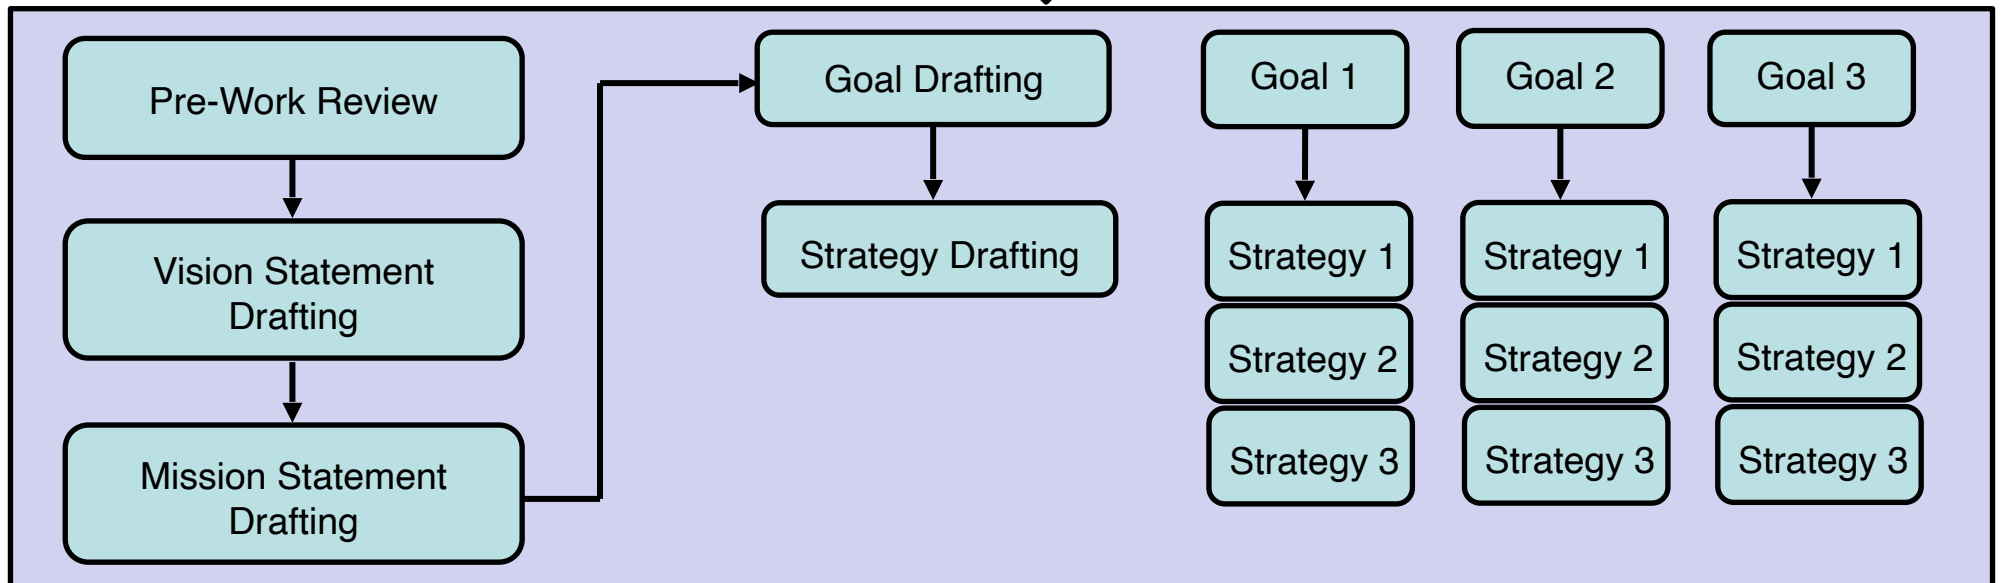 Pre-Work Review
Vision Statement
Drafting
Mission Statement
Drafting
Goal Drafting
Strategy Drafting
Goal 1
Strategy 1
Strategy 2
Strategy 3
Goal 2
Strategy 1
Strategy 2
Strategy 3
Goal 3
Strategy 1
Strategy 2
Strategy 3